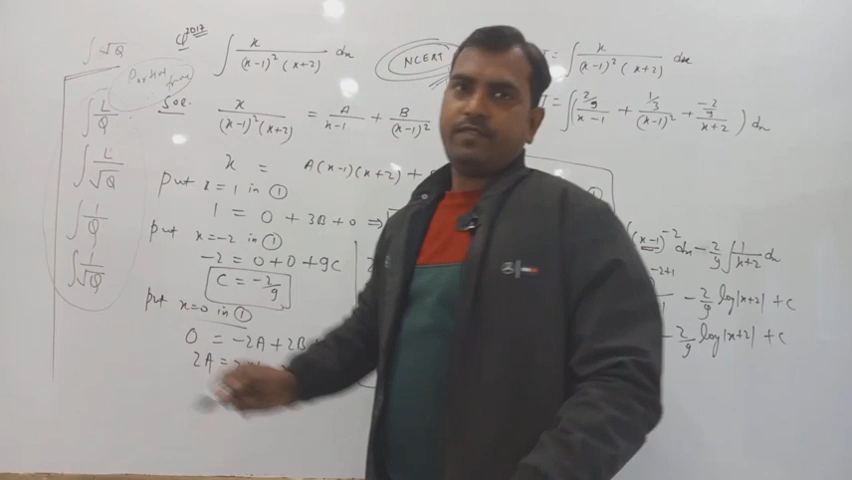 ∫√Q
Q 2017 ∫ x/((x-1)²(x+2)) dx
NCERT
Partial
∫ L/Q
∫ L/√Q
∫ 1/Q
∫ 1/√Q
Sol. x/((x-1)²(x+2)) = A/(x-1) + B/(x-1)²
x = A(x-1)(x+2) +
put x = 1 in ①
1 = 0 + 3B + 0 ⇒
put x = -2 in ①
-2 = 0 + 0 + 9C
C = -2/9
put x = 0 in ①
0 = -2A + 2B
2A =
= ∫ x/((x-1)²(x+2)) dx
= ∫( (2/9)/(x-1) + (1/3)/(x-1)² + (-2/9)/(x+2) ) dx
(x-1)⁻² dx - 2/9 ∫ 1/(x+2) dx
-2+1
- 2/9 log|x+2| + C
- 2/9 log|x+2| + C